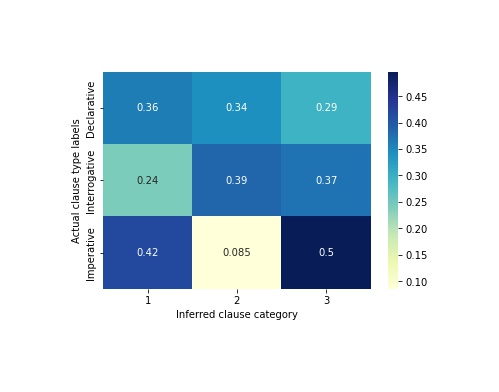 Actual clause type labels
Declarative
0.36 0.34 0.29
Interrogative
0.24 0.39 0.37
Imperative
0.42 0.085 0.5
1 2 3
Inferred clause category
0.45
0.40
0.35
0.30
0.25
0.20
0.15
0.10